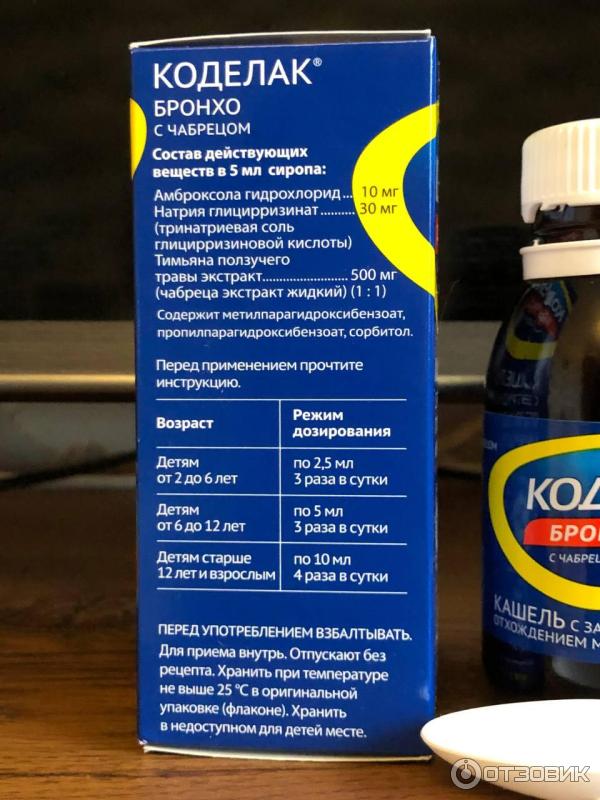 КОДЕЛАК®
БРОНХО
С ЧАБРЕЦОМ
Состав действующих
веществ в 5 мл сиропа:
Амброксола гидрохлорид... 10 мг
Натрия глицирризинат.......... 30 мг
(тринатриевая соль
глицирризиновой кислоты)
Тимьяна ползучего
травы экстракт......................... 500 мг
(чабреца экстракт жидкий) (1 : 1)
Содержит метилпарагидроксибензоат,
пропилпарагидроксибензоат, сорбитол.
Перед применением прочтите
инструкцию.
Возраст Режим
дозирования
Детям по 2,5 мл
от 2 до 6 лет 3 раза в сутки
Детям по 5 мл
от 6 до 12 лет 3 раза в сутки
Детям старше по 10 мл
12 лет и взрослым 4 раза в сутки
ПЕРЕД УПОТРЕБЛЕНИЕМ ВЗБАЛТЫВАТЬ.
Для приема внутрь. Отпускают без
рецепта. Хранить при температуре
не выше 25 °С в оригинальной
упаковке (флаконе). Хранить
в недоступном для детей месте.
КОД
БРОН
С ЧАБРЕЦ
КАШЕЛЬ С ЗА
ОТХОЖДЕНИЕМ М
ОТЗОВИК